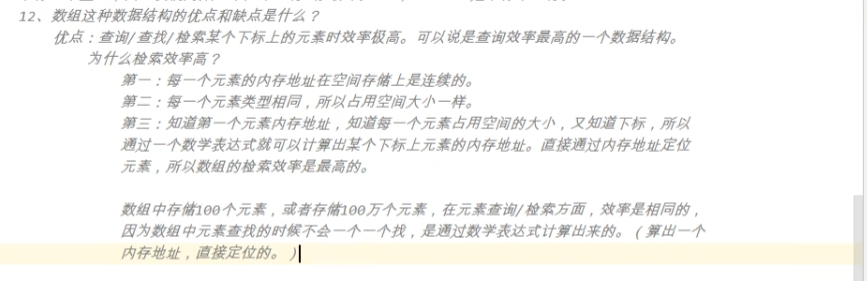 12、数组这种数据结构的优点和缺点是什么？
优点：查询/查找/检索某个下标上的元素时效率极高。可以说是查询效率最高的一个数据结构。
为什么检索效率高？
第一：每一个元素的内存地址在空间存储上是连续的。
第二：每一个元素类型相同，所以占用空间大小一样。
第三：知道第一个元素内存地址，知道每一个元素占用空间的大小，又知道下标，所以
通过一个数学表达式就可以计算出某个下标上元素的内存地址。直接通过内存地址定位
元素，所以数组的检索效率是最高的。
数组中存储100个元素，或者存储100万个元素，在元素查询/检索方面，效率是相同的，
因为数组中元素查找的时候不会一个一个找，是通过数学表达式计算出来的。（算出一个
内存地址，直接定位的。）